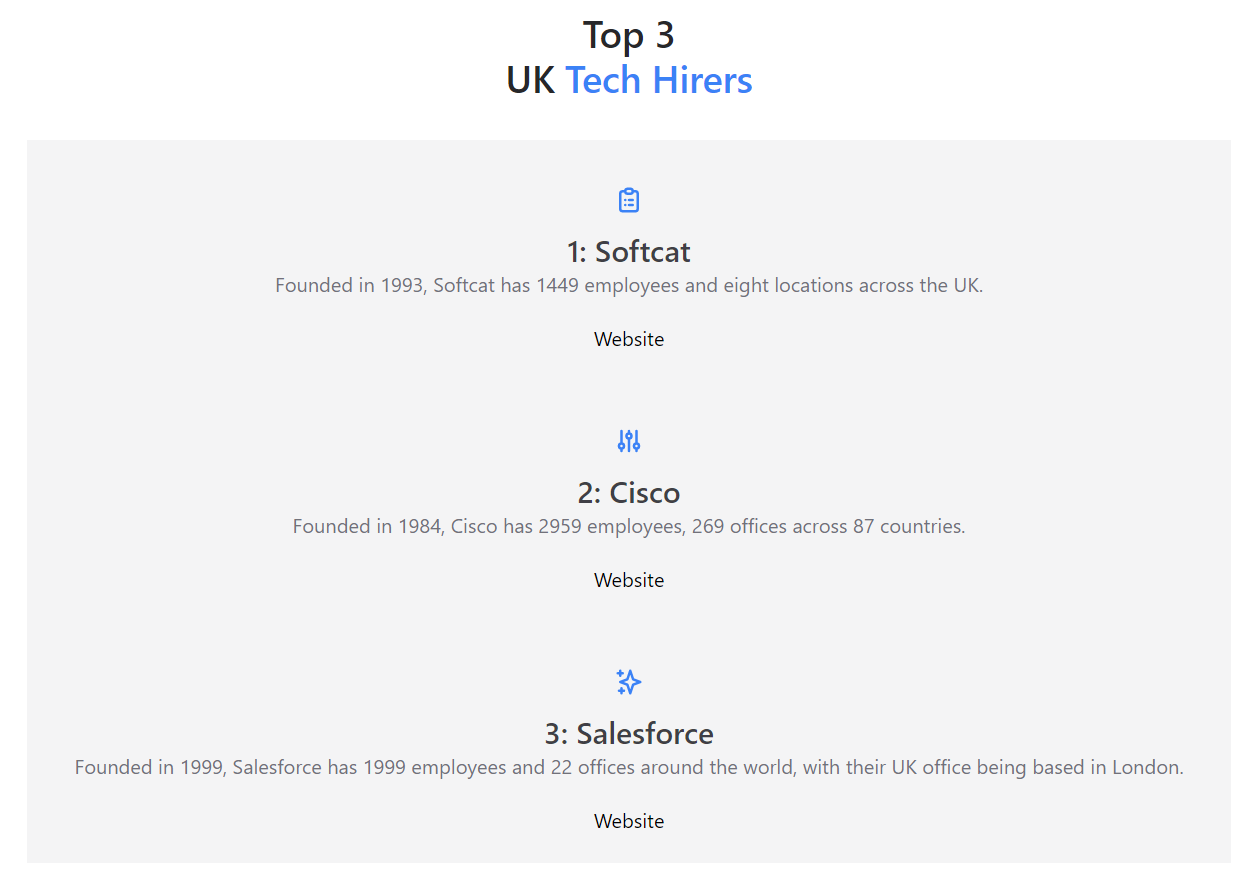 Top 3
UK Tech Hirers
1: Softcat
Founded in 1993, Softcat has 1449 employees and eight locations across the UK.
Website
2: Cisco
Founded in 1984, Cisco has 2959 employees, 269 offices across 87 countries.
Website
3: Salesforce
Founded in 1999, Salesforce has 1999 employees and 22 offices around the world, with their UK office being based in London.
Website